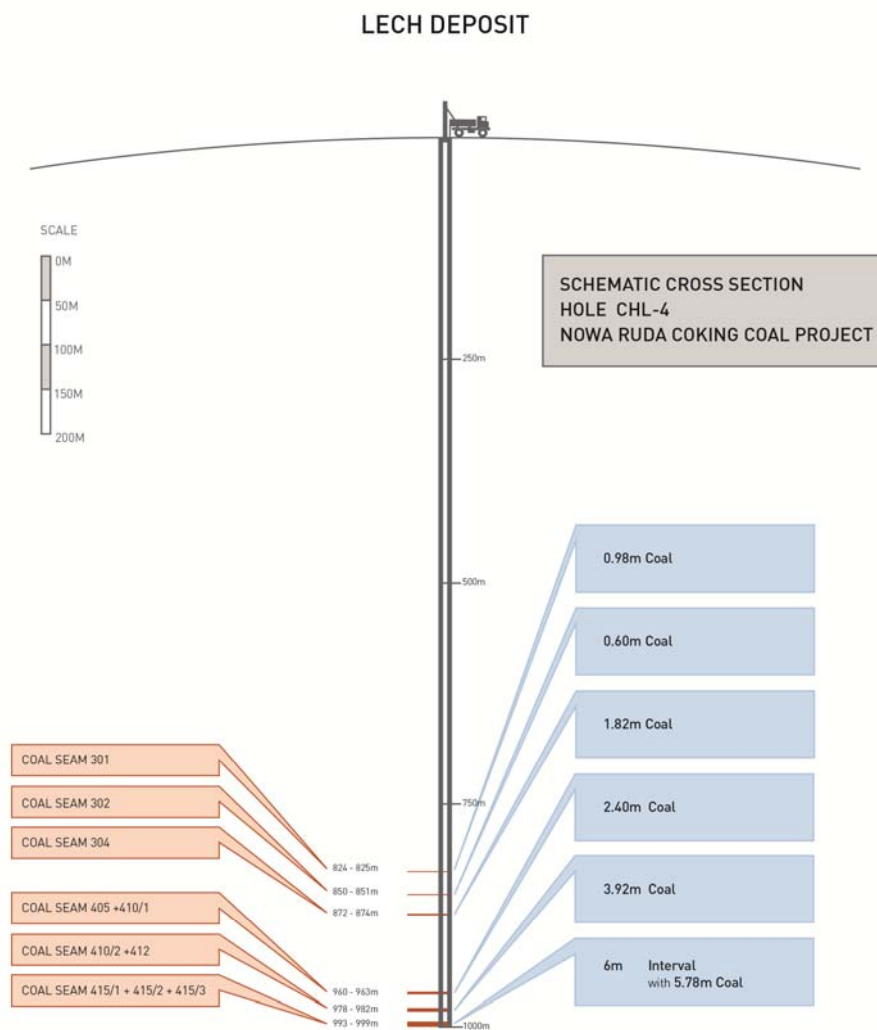 LECH DEPOSIT
SCALE
0M
50M
100M
150M
200M
SCHEMATIC CROSS SECTION
HOLE CHL-4
NOWA RUDA COKING COAL PROJECT
250m
500m
750m
1000m
COAL SEAM 301
COAL SEAM 302
COAL SEAM 304
COAL SEAM 405 +410/1
COAL SEAM 410/2 +412
COAL SEAM 415/1 + 415/2 + 415/3
824 - 825m
850 - 851m
872 - 874m
960 - 963m
978 - 982m
993 - 999m
0.98m Coal
0.60m Coal
1.82m Coal
2.40m Coal
3.92m Coal
6m Interval
with 5.78m Coal